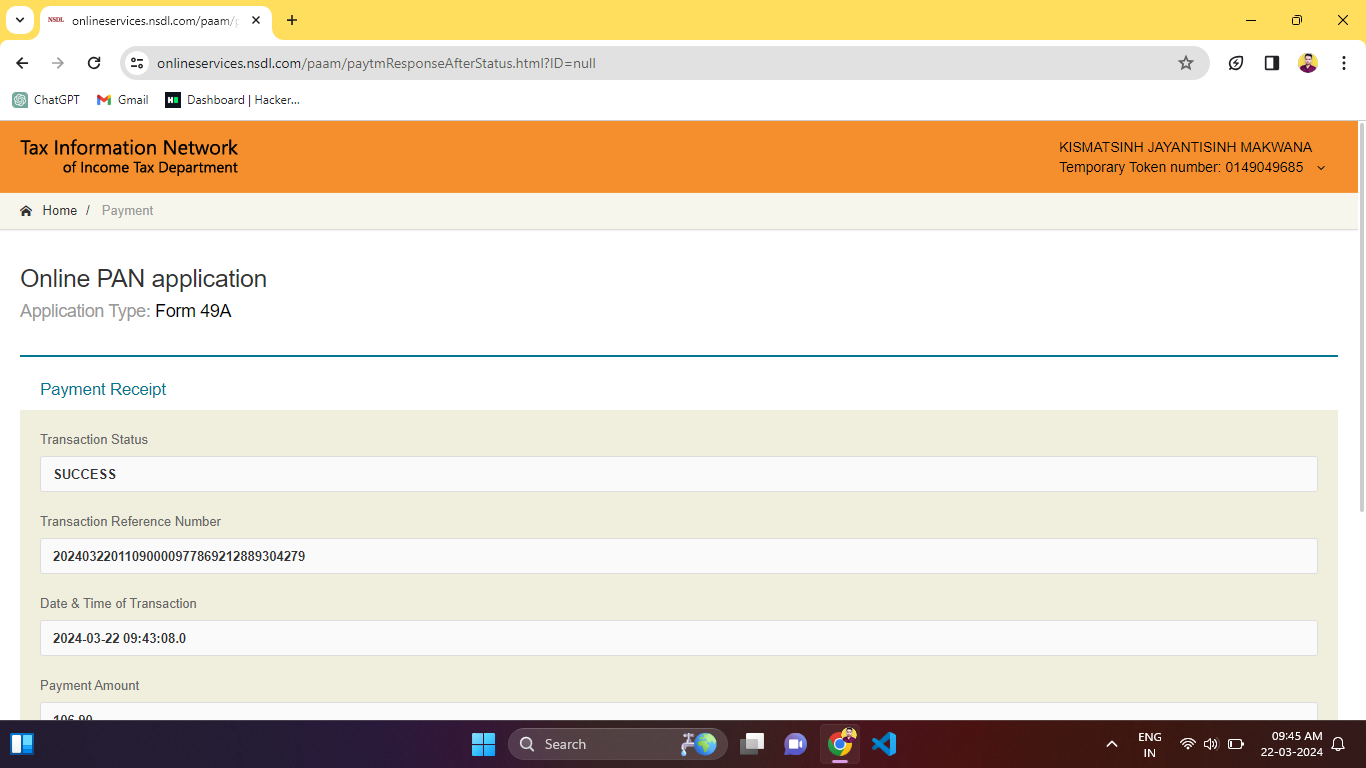 NSDL onlineservices.nsdl.com/paam/p
onlineservices.nsdl.com/paam/paytmResponseAfterStatus.html?ID=null
ChatGPT Gmail Dashboard | Hacker...
Tax Information Network
of Income Tax Department
KISMATSINH JAYANTISINH MAKWANA
Temporary Token number: 0149049685
Home / Payment
Online PAN application
Application Type: Form 49A
Payment Receipt
Transaction Status
SUCCESS
Transaction Reference Number
20240322011090000977869212889304279
Date & Time of Transaction
2024-03-22 09:43:08.0
Payment Amount
106.90
Search
ENG
IN
09:45 AM
22-03-2024